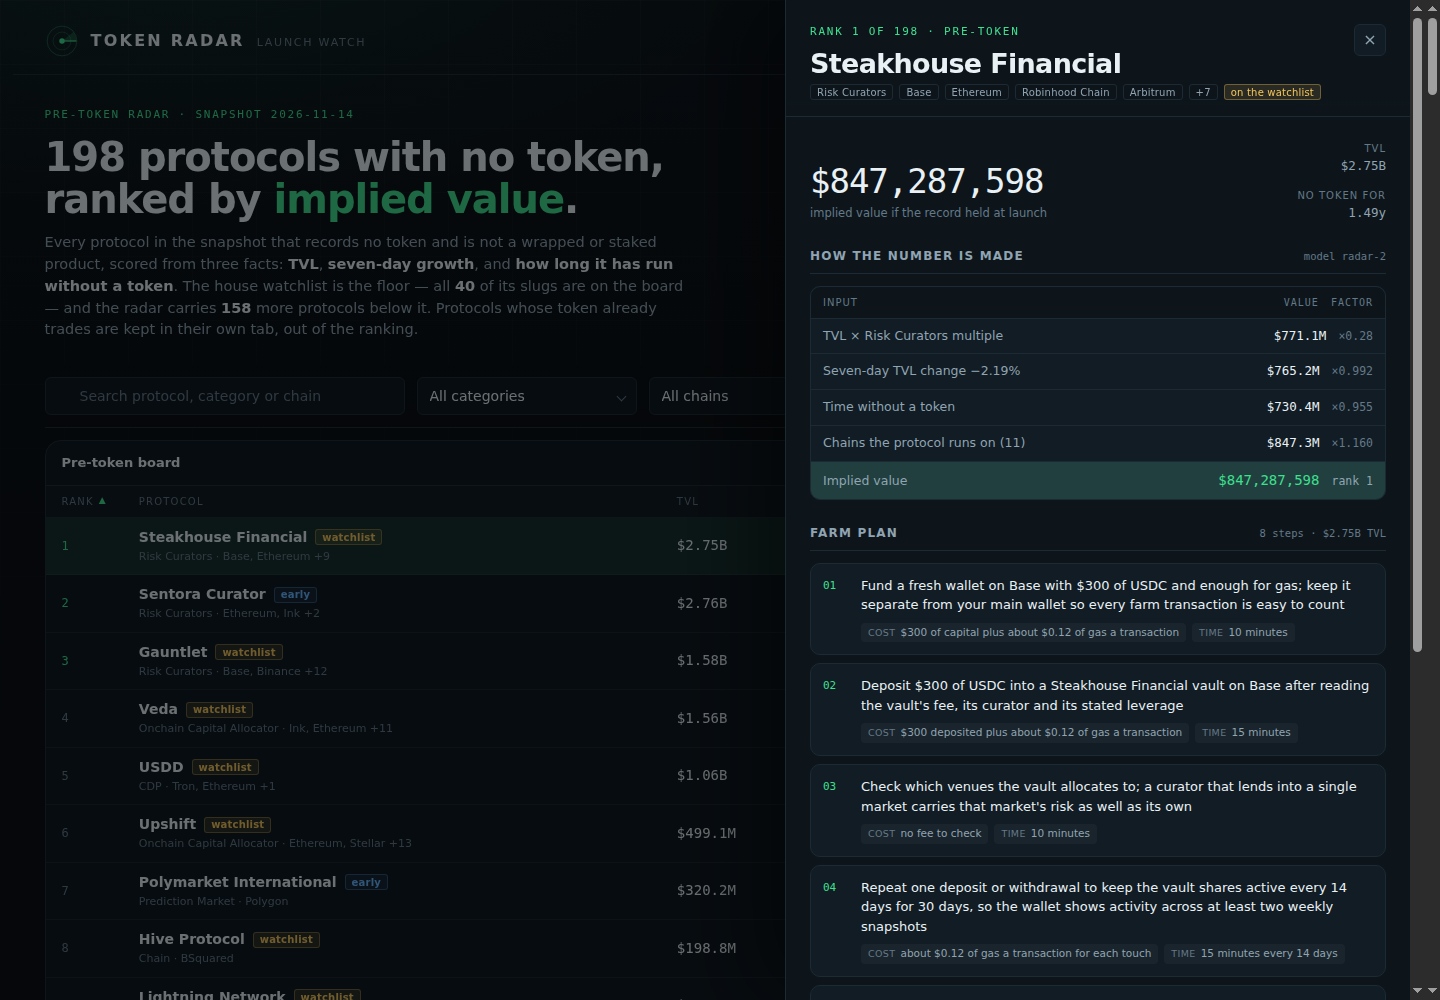 TOKEN RADAR LAUNCH WATCH
PRE-TOKEN RADAR · SNAPSHOT 2026-11-14
198 protocols with no token,
ranked by implied value.
Every protocol in the snapshot that records no token and is not a wrapped or staked
product, scored from three facts: TVL, seven-day growth, and how long it has run
without a token. The house watchlist is the floor — all 40 of its slugs are on the board
— and the radar carries 158 more protocols below it. Protocols whose token already
trades are kept in their own tab, out of the ranking.
Search protocol, category or chain
All categories
All chains
Pre-token board
RANK ▲ PROTOCOL TVL
1 Steakhouse Financial watchlist $2.75B
Risk Curators · Base, Ethereum +9
2 Sentora Curator early $2.76B
Risk Curators · Ethereum, Ink +2
3 Gauntlet watchlist $1.58B
Risk Curators · Base, Binance +12
4 Veda watchlist $1.56B
Onchain Capital Allocator · Ink, Ethereum +11
5 USDD watchlist $1.06B
CDP · Tron, Ethereum +1
6 Upshift watchlist $499.1M
Onchain Capital Allocator · Ethereum, Stellar +13
7 Polymarket International early $320.2M
Prediction Market · Polygon
8 Hive Protocol watchlist $198.8M
Chain · BSquared
Lightning Network watchlist
RANK 1 OF 198 · PRE-TOKEN
×
Steakhouse Financial
Risk Curators Base Ethereum Robinhood Chain Arbitrum +7 on the watchlist
$847,287,598
implied value if the record held at launch
TVL
$2.75B
NO TOKEN FOR
1.49y
HOW THE NUMBER IS MADE model radar-2
INPUT VALUE FACTOR
TVL × Risk Curators multiple $771.1M ×0.28
Seven-day TVL change −2.19% $765.2M ×0.992
Time without a token $730.4M ×0.955
Chains the protocol runs on (11) $847.3M ×1.160
Implied value $847,287,598 rank 1
FARM PLAN 8 steps · $2.75B TVL
01 Fund a fresh wallet on Base with $300 of USDC and enough for gas; keep it
separate from your main wallet so every farm transaction is easy to count
COST $300 of capital plus about $0.12 of gas a transaction TIME 10 minutes
02 Deposit $300 of USDC into a Steakhouse Financial vault on Base after reading
the vault's fee, its curator and its stated leverage
COST $300 deposited plus about $0.12 of gas a transaction TIME 15 minutes
03 Check which venues the vault allocates to; a curator that lends into a single
market carries that market's risk as well as its own
COST no fee to check TIME 10 minutes
04 Repeat one deposit or withdrawal to keep the vault shares active every 14
days for 30 days, so the wallet shows activity across at least two weekly
snapshots
COST about $0.12 of gas a transaction for each touch TIME 15 minutes every 14 days